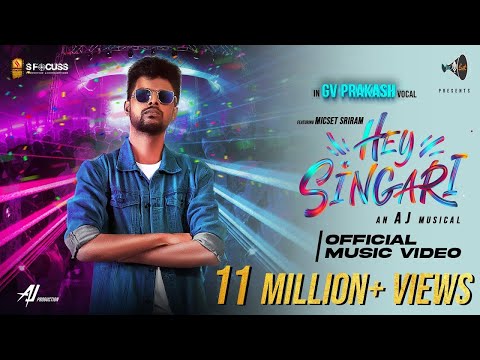 S FOCUSS
IN GV PRAKASH VOCAL
PRESENTS
FEATURING MICSET SRIRAM
HEY
SINGARI
AN AJ MUSICAL
OFFICIAL
MUSIC VIDEO
11 MILLION+ VIEWS
AJ
PRODUCTION